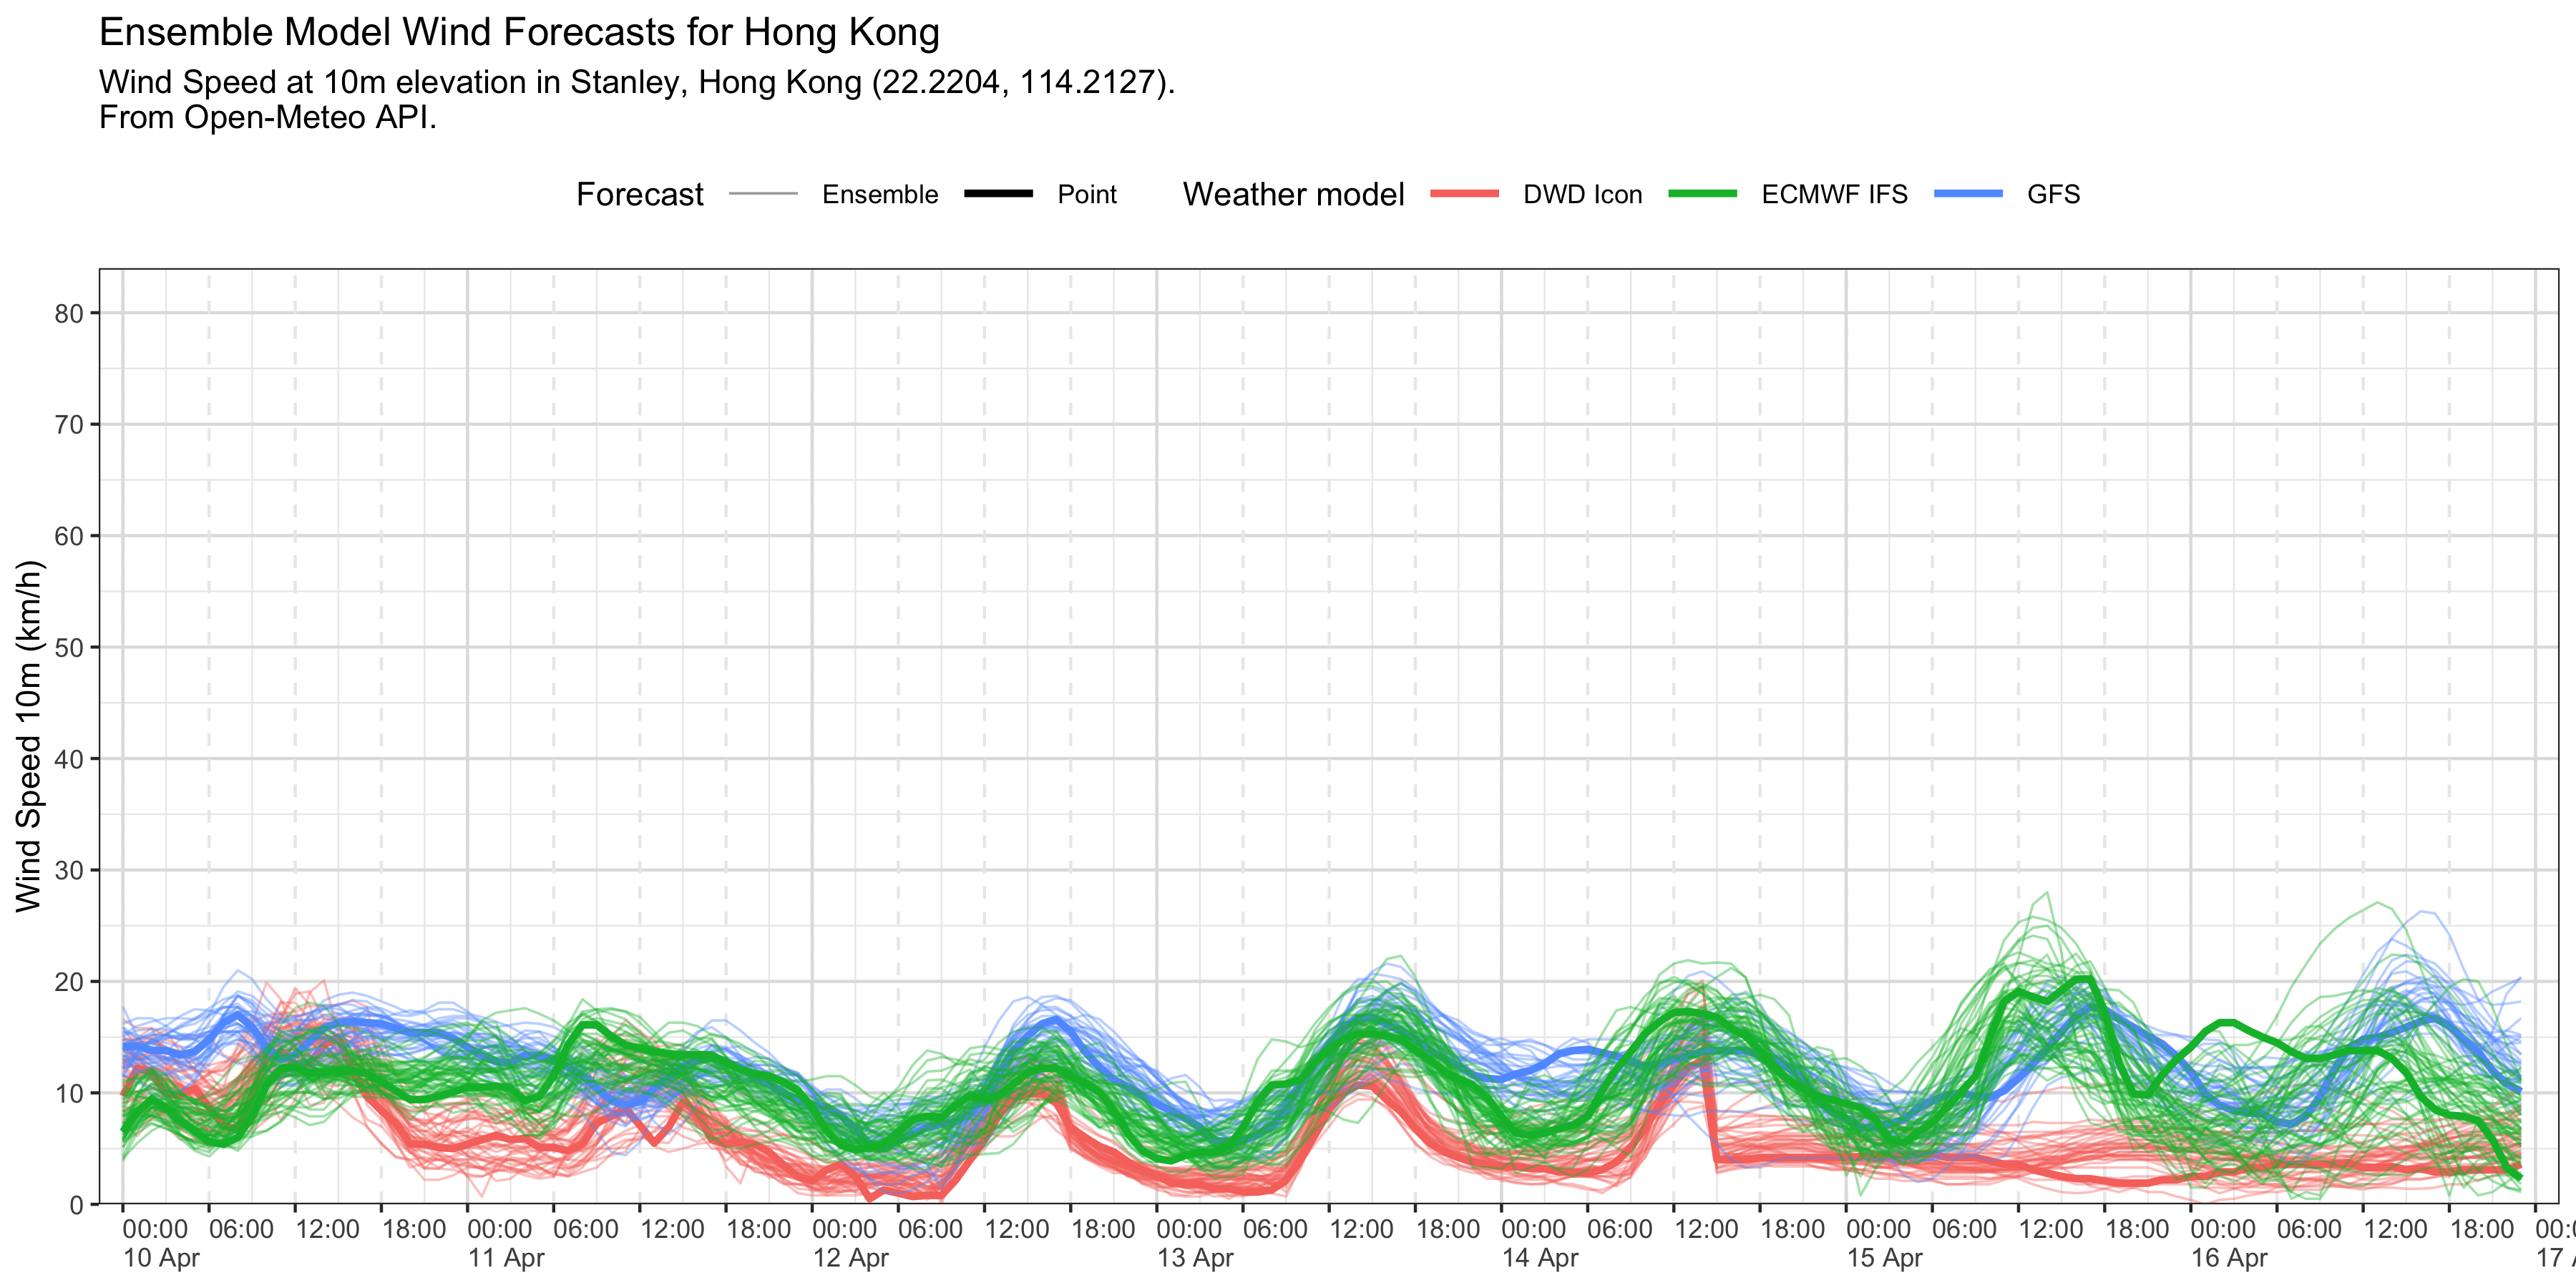 Ensemble Model Wind Forecasts for Hong Kong
Wind Speed at 10m elevation in Stanley, Hong Kong (22.2204, 114.2127).
From Open-Meteo API.
Forecast Ensemble Point Weather model DWD Icon ECMWF IFS GFS
Wind Speed 10m (km/h)
80
70
60
50
40
30
20
10
0
00:00 06:00 12:00 18:00 00:00 06:00 12:00 18:00 00:00 06:00 12:00 18:00 00:00 06:00 12:00 18:00 00:00 06:00 12:00 18:00 00:00 06:00 12:00 18:00 00:00 06:00 12:00 18:00 00:0
10 Apr 11 Apr 12 Apr 13 Apr 14 Apr 15 Apr 16 Apr 17